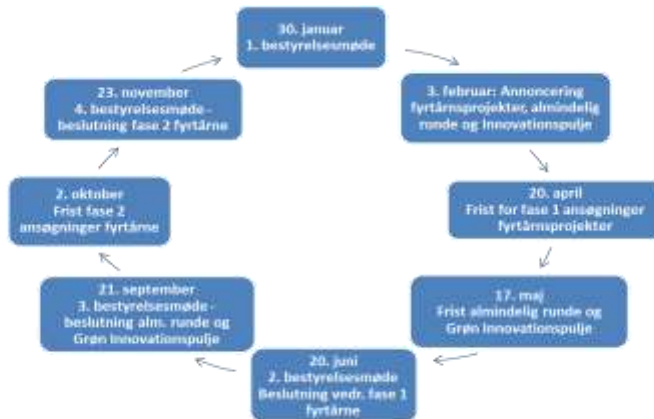 30. januar
1. bestyrelsesmøde
3. februar: Annoncering
fyrtårnsprojekter, almindelig
runde og Innovationspulje
20. april
Frist for fase 1 ansøgninger
fyrtårnsprojekter
17. maj
Frist almindelig runde og
Grøn Innovationspulje
20. juni
2. bestyrelsesmøde
Beslutning vedr. fase 1
fyrtårne
21. september
3. bestyrelsesmøde-
beslutning alm. runde og
Grøn Innovationspulje
2. oktober
Frist fase 2
ansøgninger fyrtårne
23. november
4. bestyrelsesmøde-
beslutning fase 2 fyrtårne